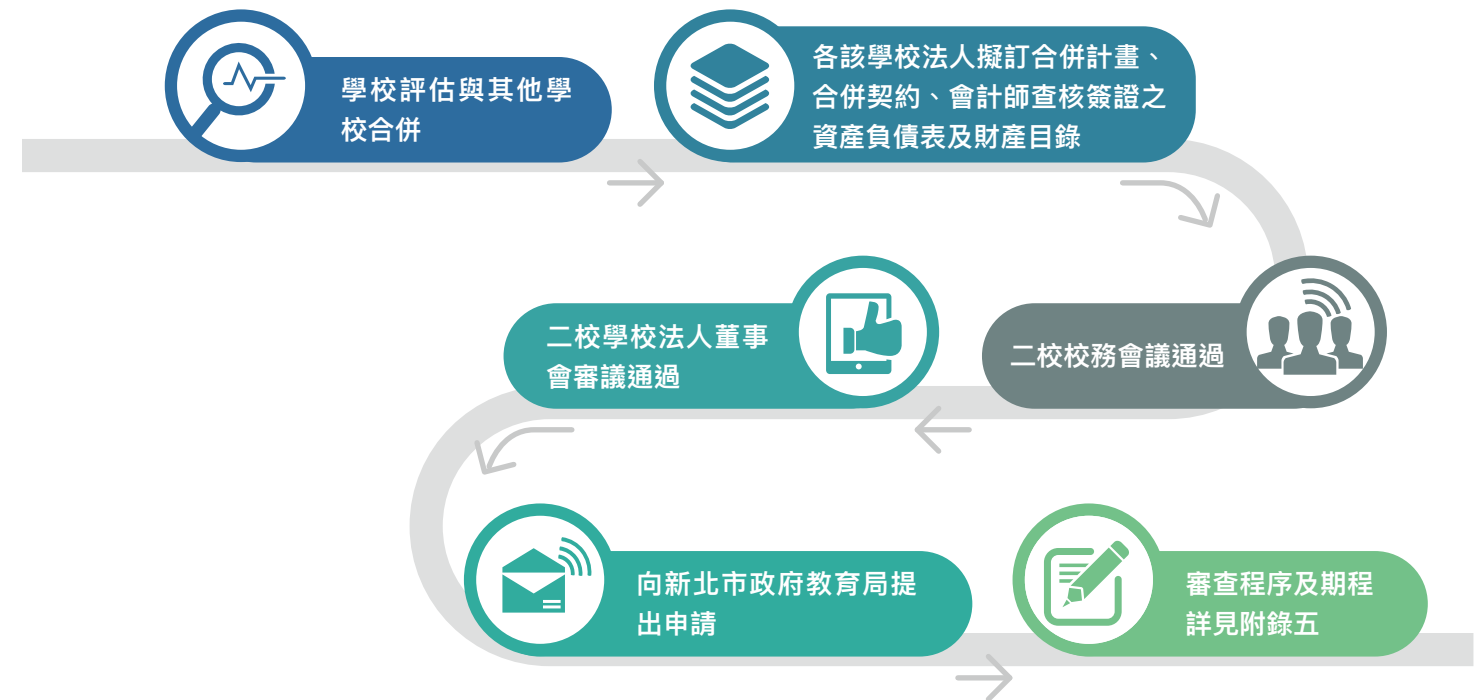 學校評估與其他學
校合併
各該學校法人擬訂合併計畫、
合併契約、會計師查核簽證之
資產負債表及財產目錄
二校校務會議通過
二校學校法人董事
會審議通過
向新北市政府教育局提
出申請
審查程序及期程
詳見附錄五